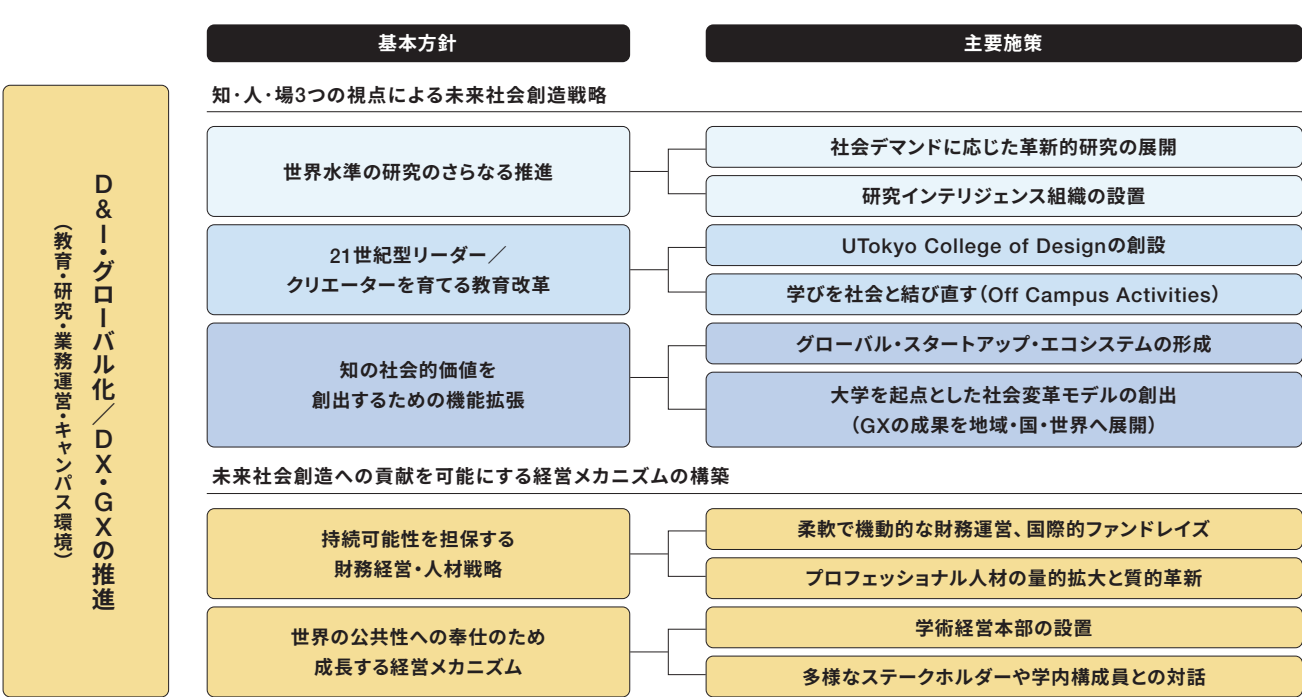 基本方針
主要施策
D&I・グローバル化／DX・GXの推進
（教育・研究・業務運営・キャンパス環境）
知・人・場3つの視点による未来社会創造戦略
世界水準の研究のさらなる推進
社会デマンドに応じた革新的研究の展開
研究インテリジェンス組織の設置
21世紀型リーダー／
クリエーターを育てる教育改革
UTokyo College of Designの創設
学びを社会と結び直す（Off Campus Activities）
知の社会的価値を
創出するための機能拡張
グローバル・スタートアップ・エコシステムの形成
大学を起点とした社会変革モデルの創出
（GXの成果を地域・国・世界へ展開）
未来社会創造への貢献を可能にする経営メカニズムの構築
持続可能性を担保する
財務経営・人材戦略
柔軟で機動的な財務運営、国際的ファンドレイズ
プロフェッショナル人材の量的拡大と質的革新
世界の公共性への奉仕のため
成長する経営メカニズム
学術経営本部の設置
多様なステークホルダーや学内構成員との対話